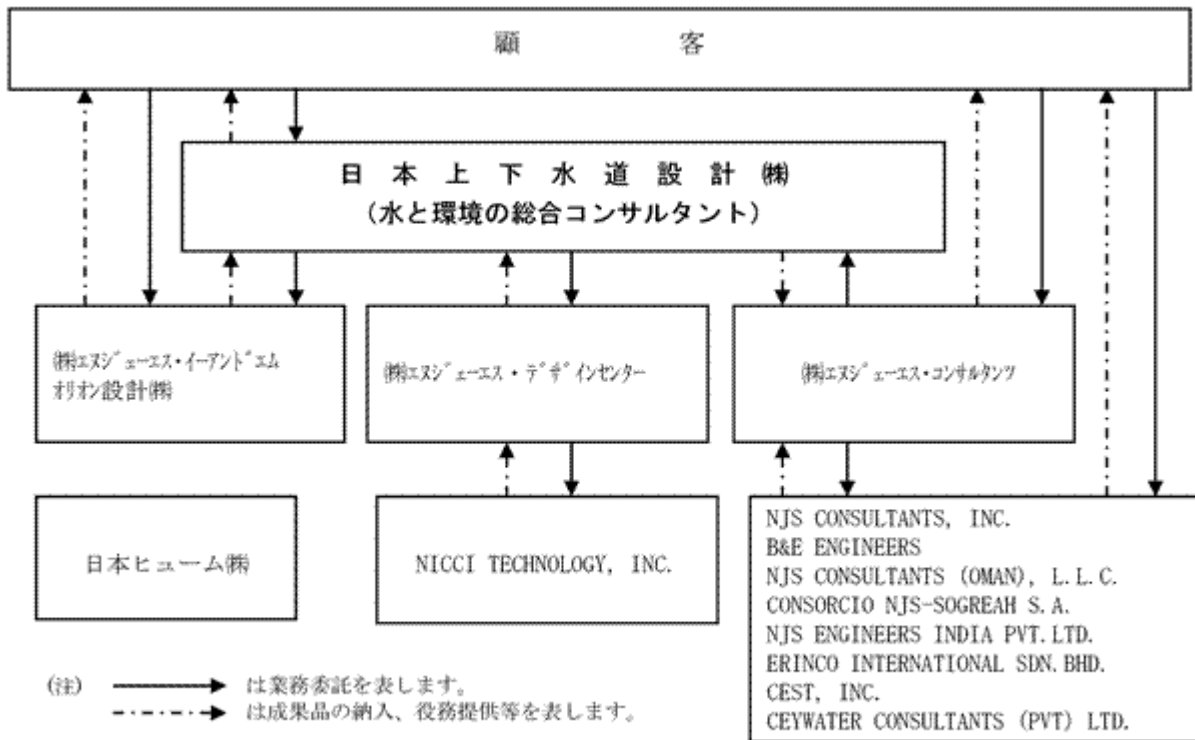 顧 客
日 本 上 下 水 道 設 計 ㈱
(水と環境の総合コンサルタント)
㈱ｴﾇｼﾞｪｰｴｽ・ｲｰｱﾝﾄﾞｴﾑ
ｵﾘｵﾝ設計㈱
㈱ｴﾇｼﾞｪｰｴｽ・ﾃﾞｻﾞｲﾝｾﾝﾀｰ
㈱ｴﾇｼﾞｪｰｴｽ・ｺﾝｻﾙﾀﾝﾂ
日本ヒューム㈱
NICCI TECHNOLOGY, INC.
NJS CONSULTANTS, INC.
B&E ENGINEERS
NJS CONSULTANTS (OMAN), L.L.C.
CONSORCIO NJS-SOGREAH S.A.
NJS ENGINEERS INDIA PVT.LTD.
ERINCO INTERNATIONAL SDN.BHD.
CEST, INC.
CEYWATER CONSULTANTS (PVT) LTD.
(注) は業務委託を表します。
は成果品の納入、役務提供等を表します。